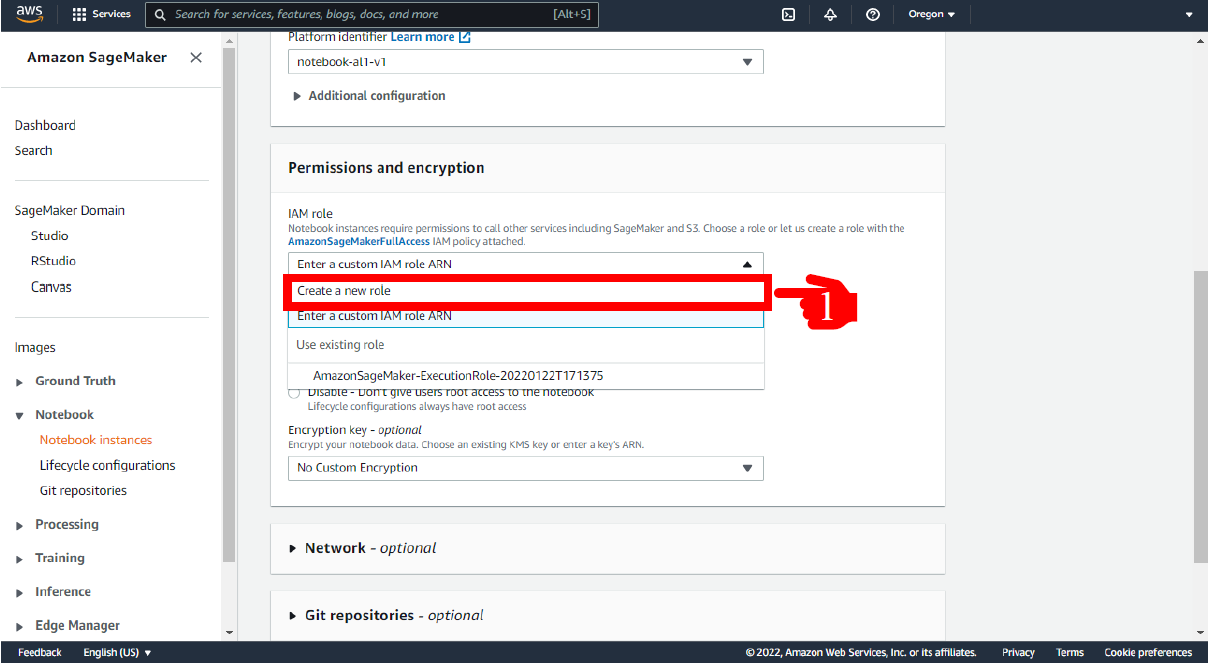 aws
Services
Search for services, features, blogs, docs, and more
[Alt+S]
Oregon
Amazon SageMaker
Dashboard
Search
SageMaker Domain
Studio
RStudio
Canvas
Images
Ground Truth
Notebook
Notebook instances
Lifecycle configurations
Git repositories
Processing
Training
Inference
Edge Manager
Platform identifier Learn more
notebook-al1-v1
Additional configuration
Permissions and encryption
IAM role
Notebook instances require permissions to call other services including SageMaker and S3. Choose a role or let us create a role with the
AmazonSageMakerFullAccess IAM policy attached.
Enter a custom IAM role ARN
Create a new role
1
Enter a custom IAM role ARN
Use existing role
AmazonSageMaker-ExecutionRole-20220122T171375
Disable - Don't give users root access to the notebook
Lifecycle configurations always have root access
Encryption key - optional
Encrypt your notebook data. Choose an existing KMS key or enter a key's ARN.
No Custom Encryption
Network - optional
Git repositories - optional
Feedback
English (US)
© 2022, Amazon Web Services, Inc. or its affiliates.
Privacy
Terms
Cookie preferences